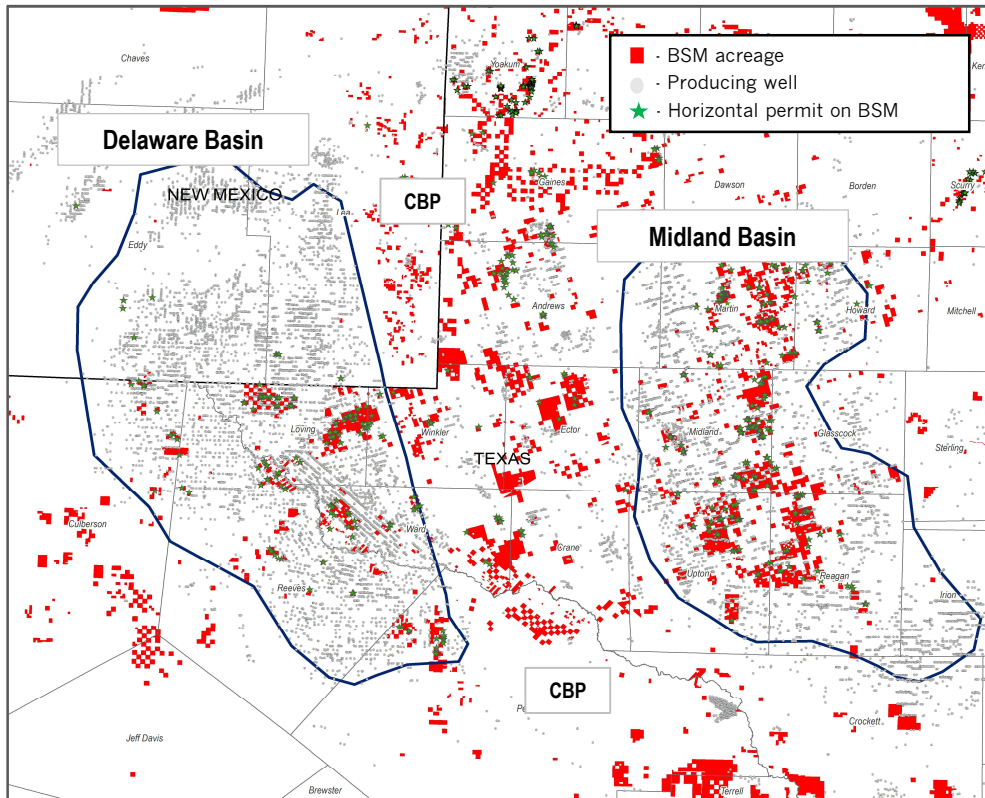 Chaves
Yoakum
· BSM acreage
· Producing well
· Horizontal permit on BSM
Ken
Delaware Basin
NEW MEXICO
Lea
CBP
Gaines
Dawson
Borden
Scurry
Eddy
Midland Basin
Andrews
Martin
Howard
Mitchell
Loving
Winkler
Ector
TEXAS
Midland
Glasscock
Sterling
Culberson
Ward
Crane
Reeves
Upton
Reagan
Irion
CBP
Pe
Crockett
Jeff Davis
Brewster
Terrell